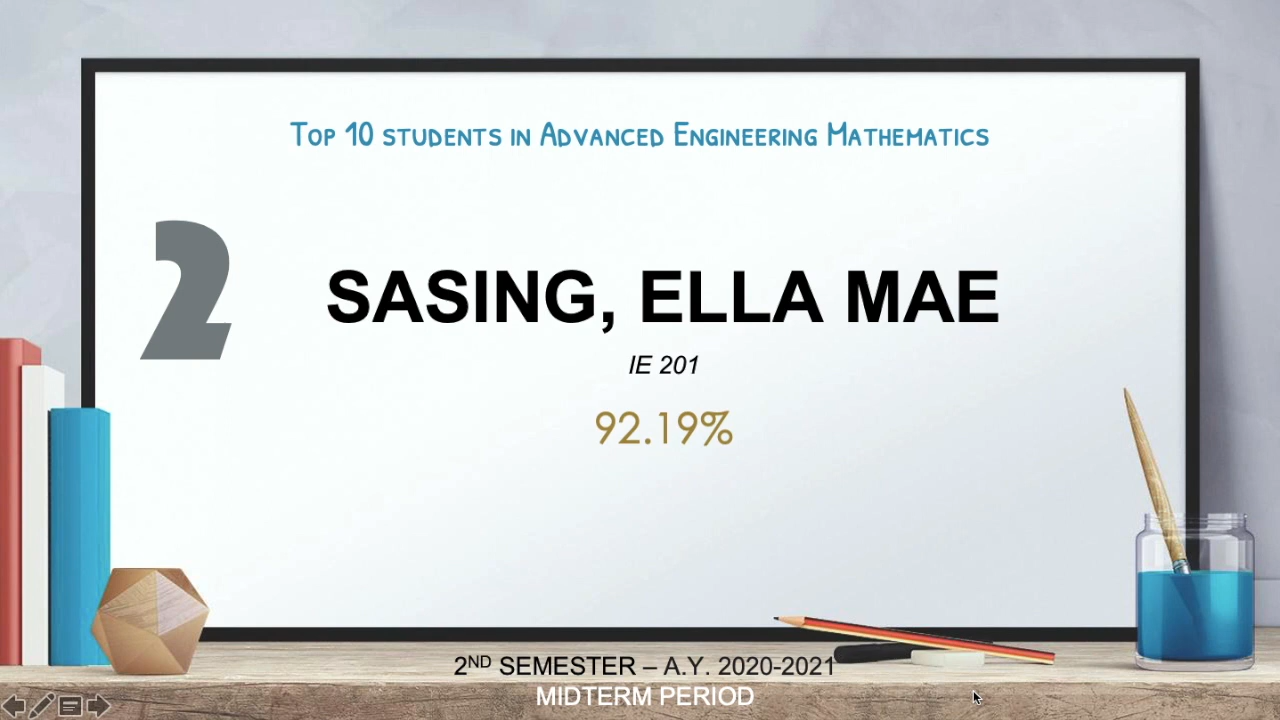 Top 10 students in Advanced Engineering Mathematics
2
SASING, ELLA MAE
IE 201
92.19%
2ND SEMESTER – A.Y. 2020-2021
MIDTERM PERIOD